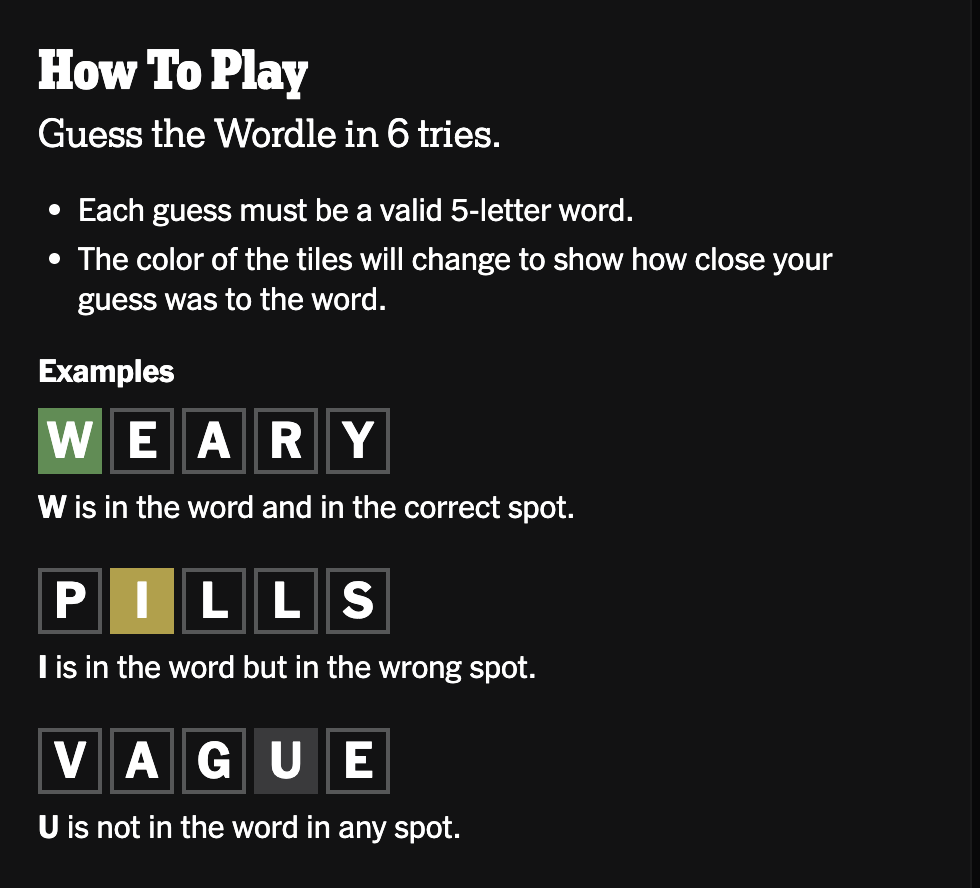 How To Play
Guess the Wordle in 6 tries.
• Each guess must be a valid 5-letter word.
• The color of the tiles will change to show how close your
guess was to the word.
Examples
W E A R Y
W is in the word and in the correct spot.
P I L L S
I is in the word but in the wrong spot.
V A G U E
U is not in the word in any spot.